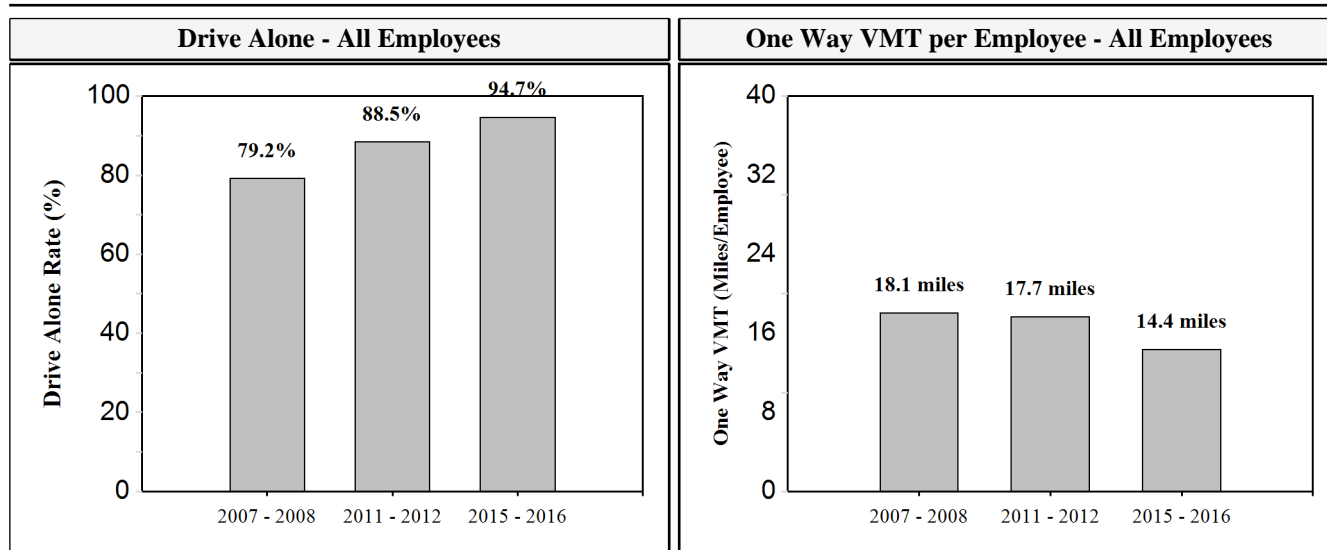 Drive Alone - All Employees
100
80
60
40
20
0
Drive Alone Rate (%)
79.2%
88.5%
94.7%
2007 - 2008
2011 - 2012
2015 - 2016
One Way VMT per Employee - All Employees
40
32
24
16
8
0
One Way VMT (Miles/Employee)
18.1 miles
17.7 miles
14.4 miles
2007 - 2008
2011 - 2012
2015 - 2016